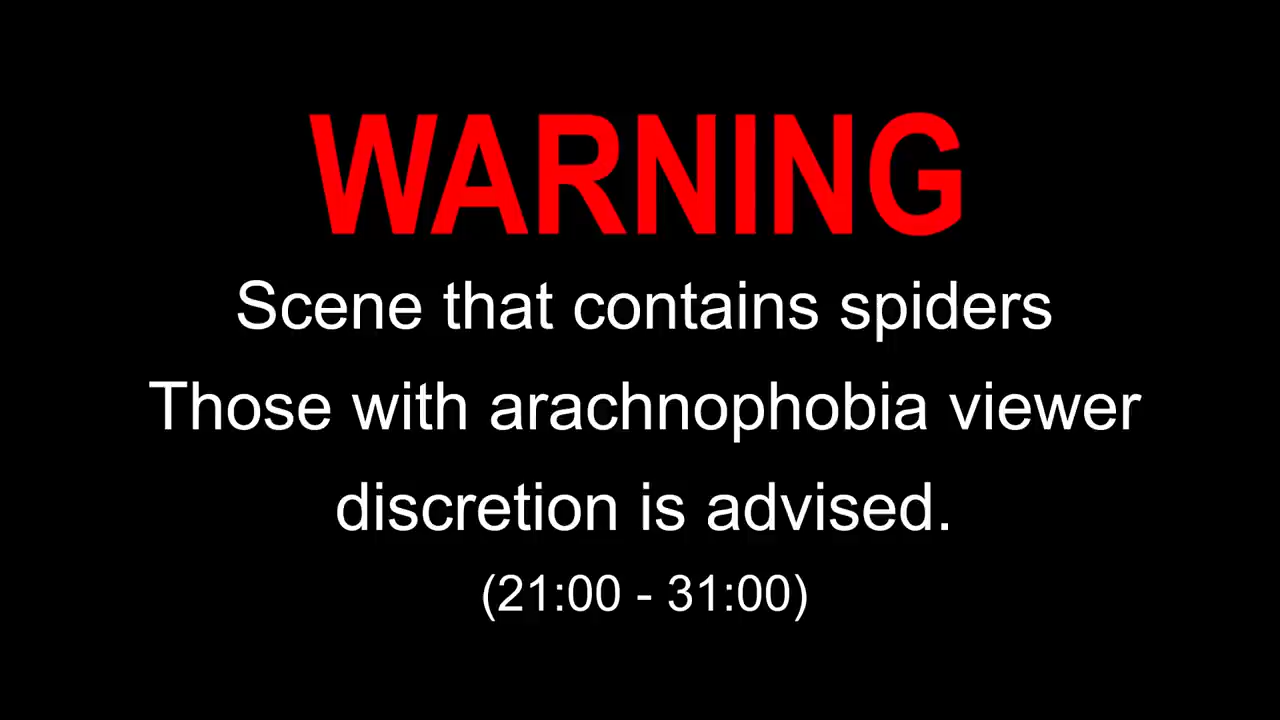 WARNING
Scene that contains spiders
Those with arachnophobia viewer
discretion is advised.
(21:00 - 31:00)